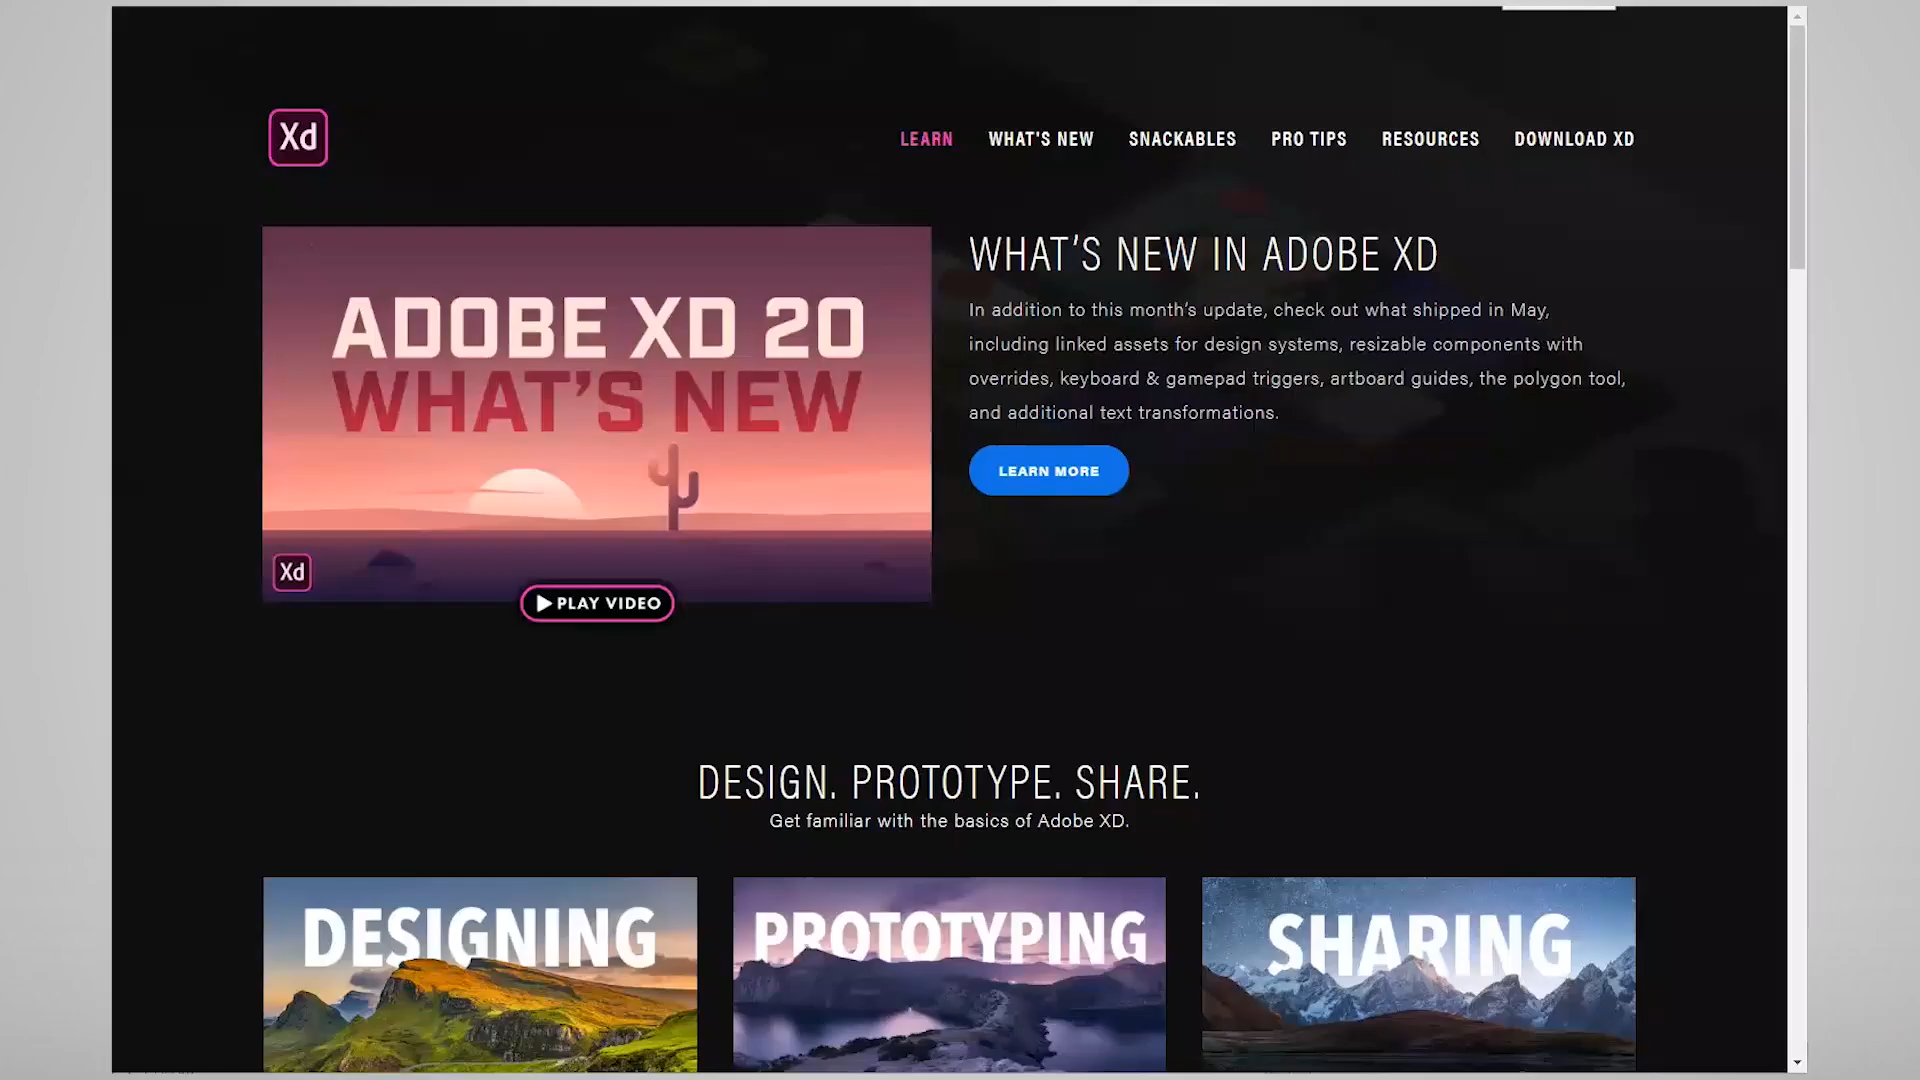 Xd
LEARN
WHAT'S NEW
SNACKABLES
PRO TIPS
RESOURCES
DOWNLOAD XD
ADOBE XD 20
WHAT'S NEW
Xd
PLAY VIDEO
WHAT'S NEW IN ADOBE XD
In addition to this month's update, check out what shipped in May,
including linked assets for design systems, resizable components with
overrides, keyboard & gamepad triggers, artboard guides, the polygon tool,
and additional text transformations.
LEARN MORE
DESIGN. PROTOTYPE. SHARE.
Get familiar with the basics of Adobe XD.
DESIGNING
PROTOTYPING
SHARING